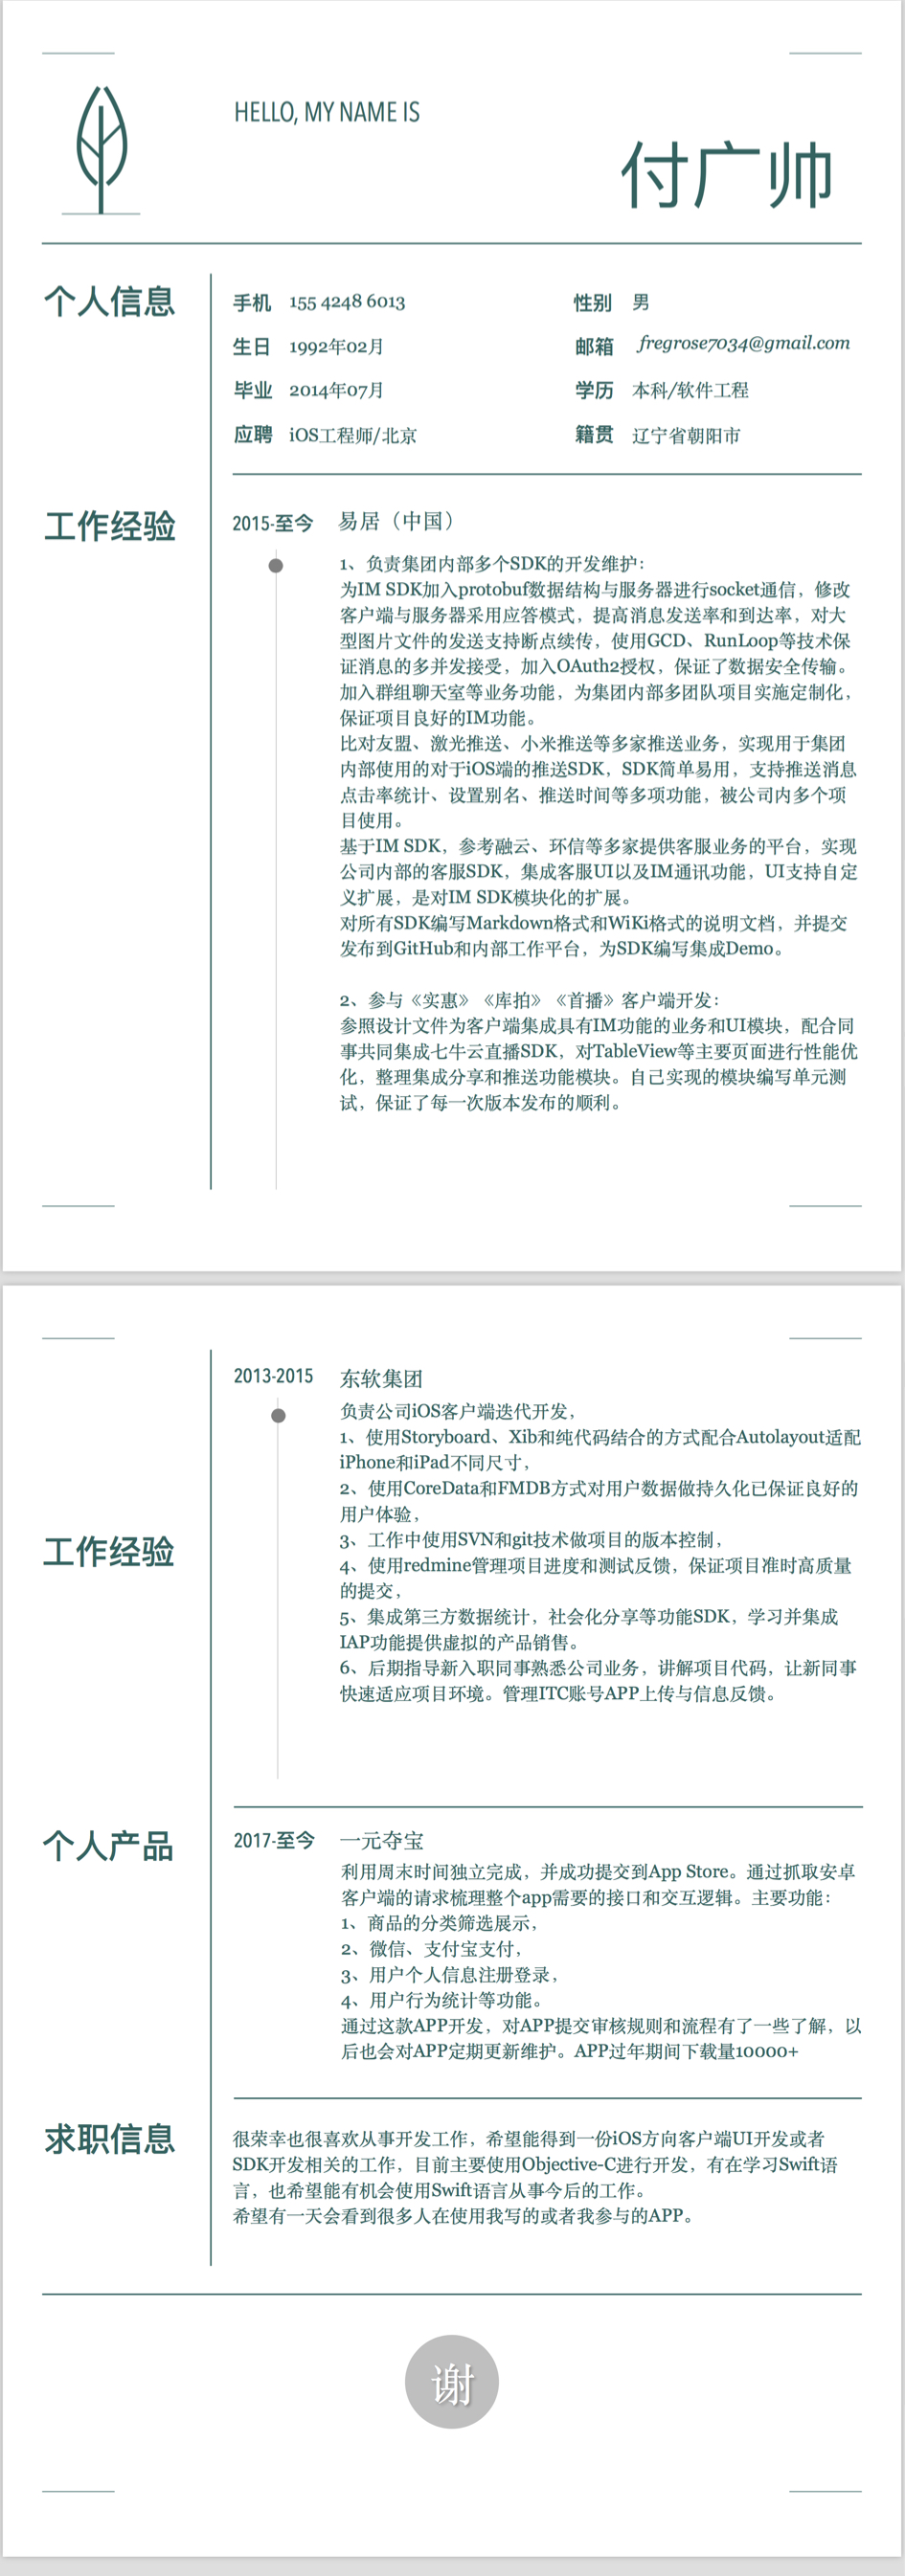 HELLO, MY NAME IS
付广帅
个人信息
手机 155 4248 6013 性别 男
生日 1992年02月 邮箱 fregrose7034@gmail.com
毕业 2014年07月 学历 本科/软件工程
应聘 iOS工程师/北京 籍贯 辽宁省朝阳市
工作经验
2015-至今 易居（中国）
1、负责集团内部多个SDK的开发维护：
为IM SDK加入protobuf数据结构与服务器进行socket通信，修改
客户端与服务器采用应答模式，提高消息发送率和到达率，对大
型图片文件的发送支持断点续传，使用GCD、RunLoop等技术保
证消息的多并发接受，加入OAuth2授权，保证了数据安全传输。
加入群组聊天室等业务功能，为集团内部多团队项目实施定制化，
保证项目良好的IM功能。
比对友盟、激光推送、小米推送等多家推送业务，实现用于集团
内部使用的对于iOS端的推送SDK，SDK简单易用，支持推送消息
点击率统计、设置别名、推送时间等多项功能，被公司内多个项
目使用。
基于IM SDK，参考融云、环信等多家提供客服业务的平台，实现
公司内部的客服SDK，集成客服UI以及IM通讯功能，UI支持自定
义扩展，是对IM SDK模块化的扩展。
对所有SDK编写Markdown格式和WiKi格式的说明文档，并提交
发布到GitHub和内部工作平台，为SDK编写集成Demo。
2、参与《实惠》《库拍》《首播》客户端开发：
参照设计文件为客户端集成具有IM功能的业务和UI模块，配合同
事共同集成七牛云直播SDK，对TableView等主要页面进行性能优
化，整理集成分享和推送功能模块。自己实现的模块编写单元测
试，保证了每一次版本发布的顺利。
2013-2015 东软集团
负责公司iOS客户端迭代开发，
1、使用Storyboard、Xib和纯代码结合的方式配合Autolayout适配
iPhone和iPad不同尺寸，
2、使用CoreData和FMDB方式对用户数据做持久化已保证良好的
用户体验，
3、工作中使用SVN和git技术做项目的版本控制，
工作经验
4、使用redmine管理项目进度和测试反馈，保证项目准时高质量
的提交，
5、集成第三方数据统计，社会化分享等功能SDK，学习并集成
IAP功能提供虚拟的产品销售。
6、后期指导新入职同事熟悉公司业务，讲解项目代码，让新同事
快速适应项目环境。管理ITC账号APP上传与信息反馈。
个人产品
2017-至今 一元夺宝
利用周末时间独立完成，并成功提交到App Store。通过抓取安卓
客户端的请求梳理整个app需要的接口和交互逻辑。主要功能：
1、商品的分类筛选展示，
2、微信、支付宝支付，
3、用户个人信息注册登录，
4、用户行为统计等功能。
通过这款APP开发，对APP提交审核规则和流程有了一些了解，以
后也会对APP定期更新维护。APP过年期间下载量10000+
求职信息
很荣幸也很喜欢从事开发工作，希望能得到一份iOS方向客户端UI开发或者
SDK开发相关的工作，目前主要使用Objective-C进行开发，有在学习Swift语
言，也希望能有机会使用Swift语言从事今后的工作。
希望有一天会看到很多人在使用我写的或者我参与的APP。
谢